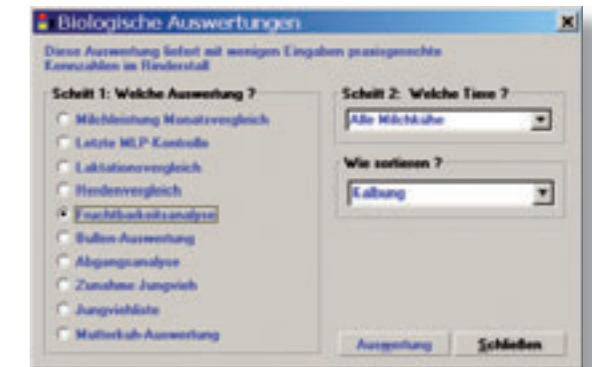 Biologische Auswertungen
Diese Auswertung liefert mit wenigen Eingaben praxisgerechte
Kennzahlen im Rinderstall
Schritt 1: Welche Auswertung ?
Milchleistung Monatsvergleich
Letzte MLP-Kontrolle
Laktationsvergleich
Herdenvergleich
Fruchtbarkeitsanalyse
Bullen-Auswertung
Abgangsanalyse
Zunahme Jungvieh
Jungviehliste
Mutterkuh-Auswertung
Schritt 2: Welche Tiere ?
Alle Milchkühe
Wie sortieren ?
Kalbung
Auswertung
Schließen